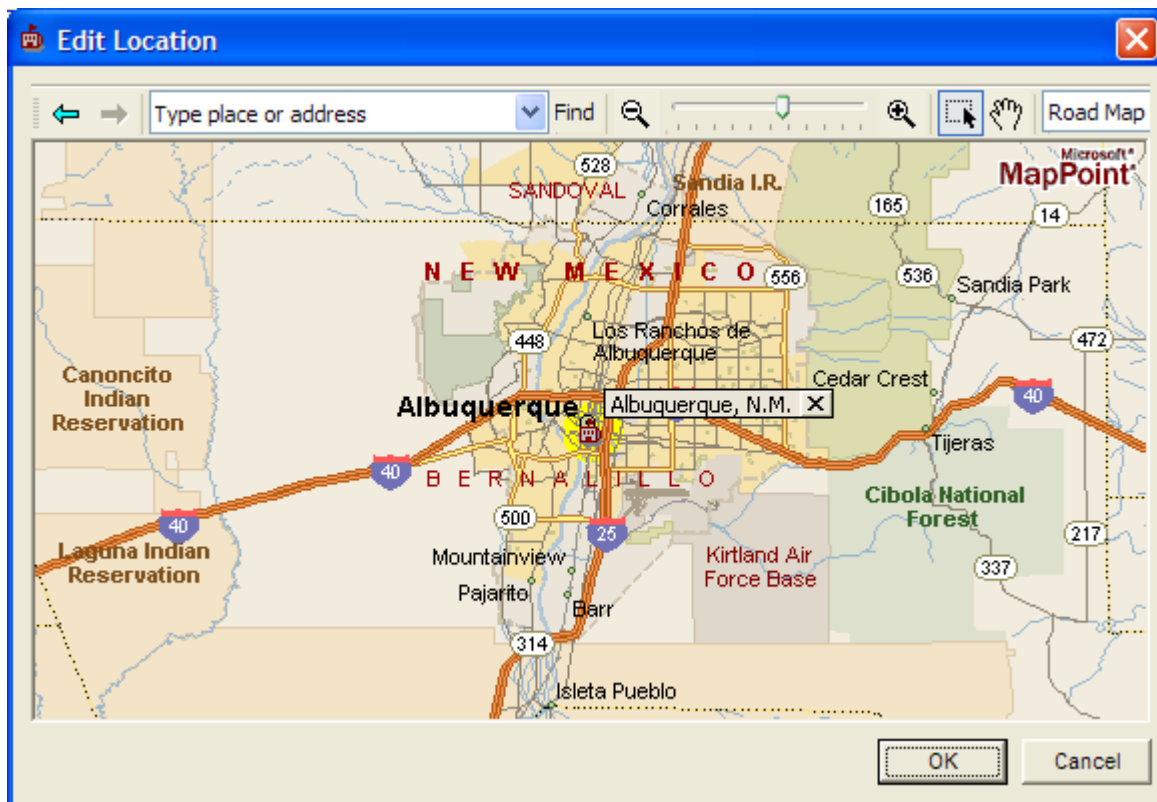 Edit Location
Type place or address
Find
Road Map
Microsoft
MapPoint
528
SANDOVAL
Sandia I.R.
Corrales
165
14
NEW MEXICO
556
536
Sandia Park
Los Ranchos de
Albuquerque
448
472
Canoncito
Indian
Reservation
Cedar Crest
40
Albuquerque
Albuquerque, N.M.
Tijeras
40
BERNALILLO
Cibola National
Forest
40
500
25
217
Laguna Indian
Reservation
Mountainview
Kirtland Air
Force Base
337
Pajarito
Barr
314
Isleta Pueblo
OK
Cancel